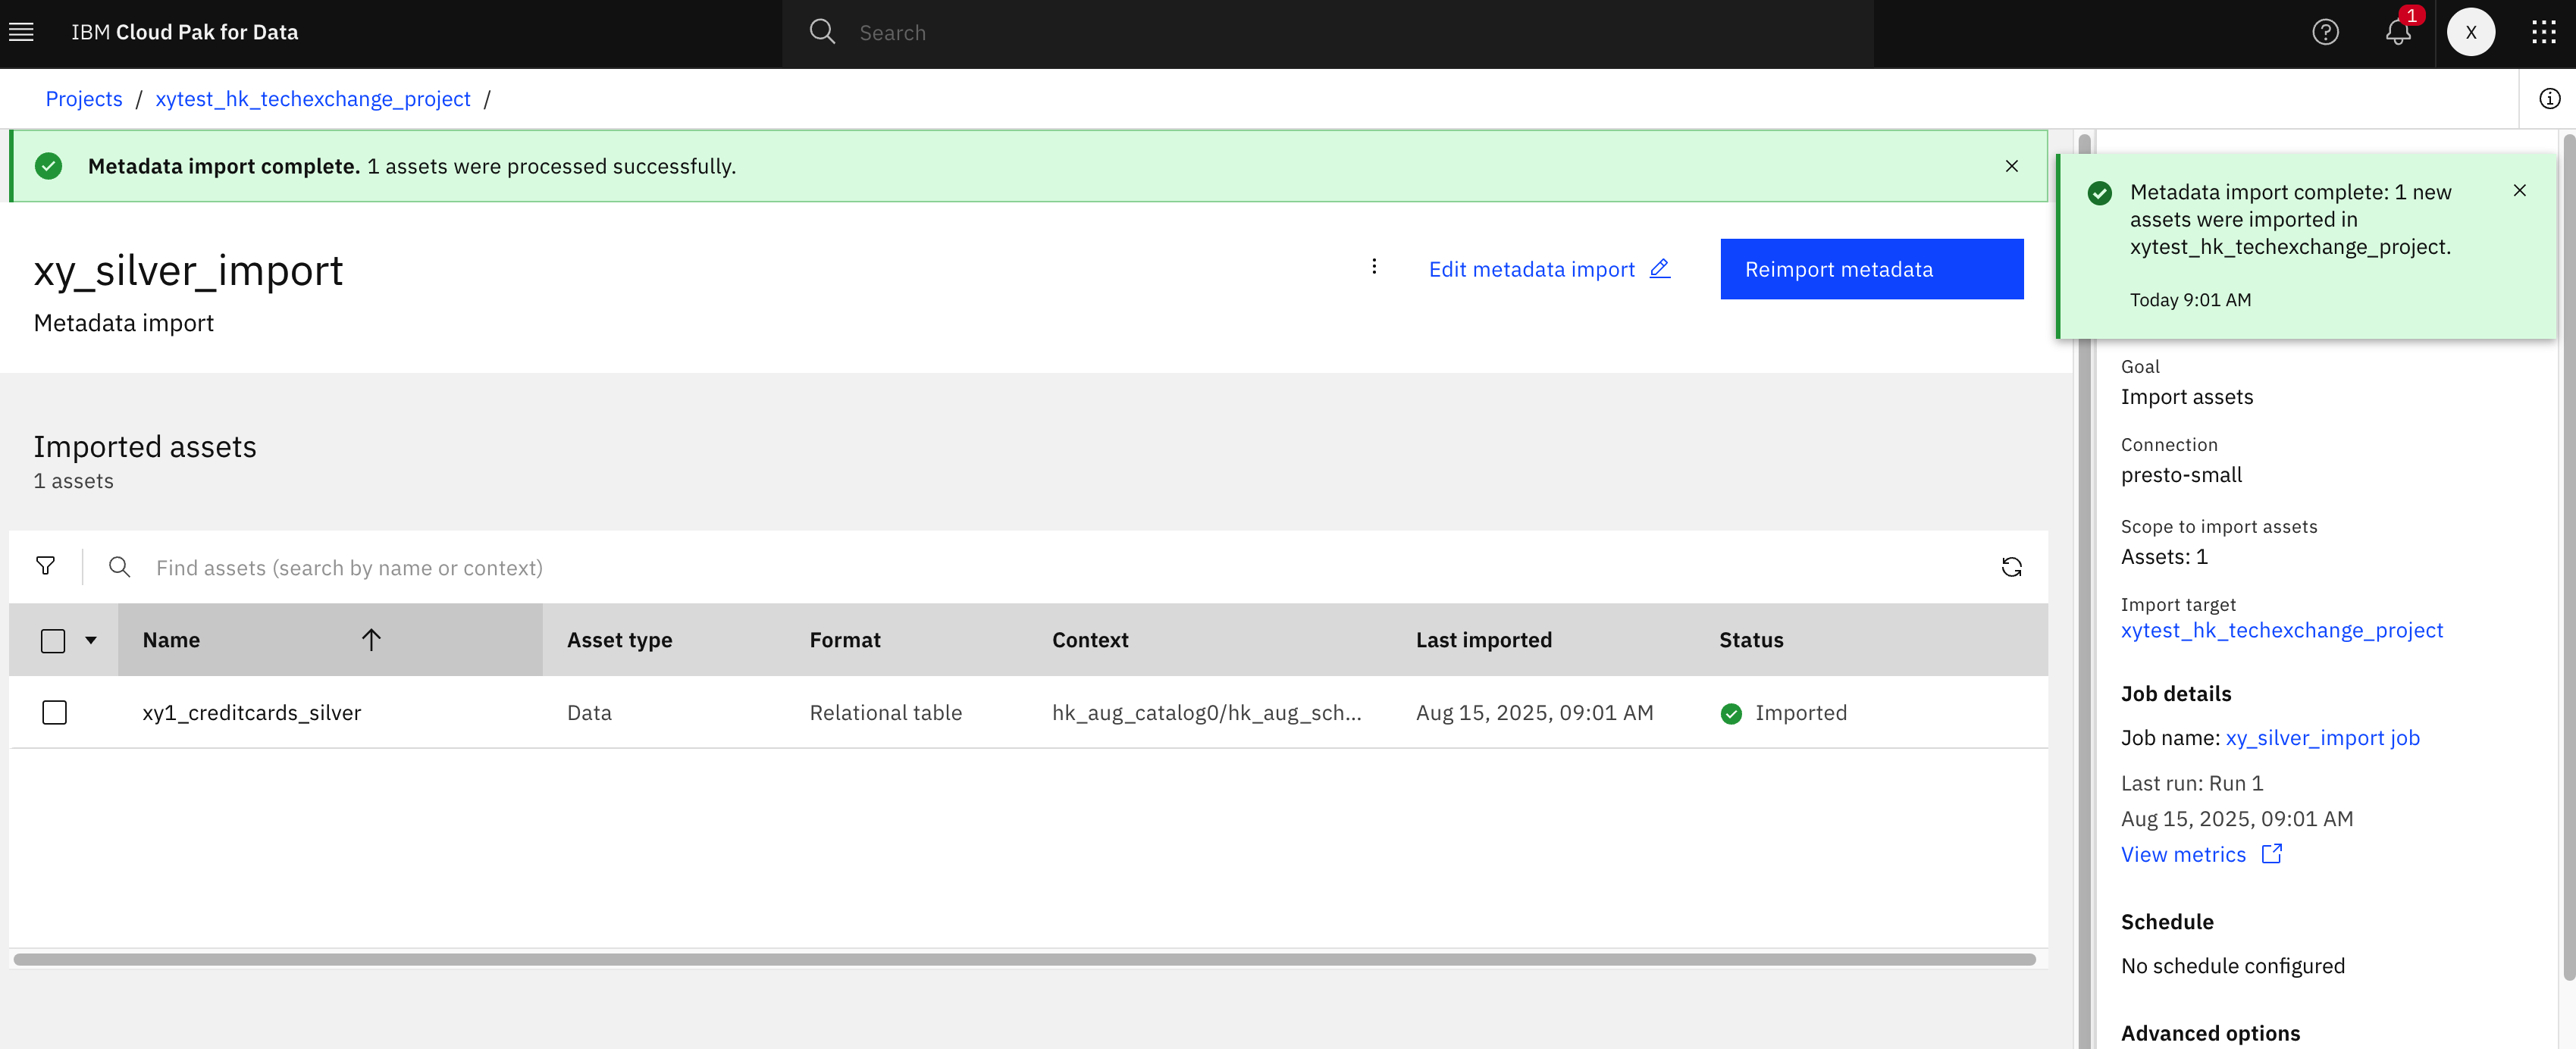 IBM Cloud Pak for Data
Search
1
X
Projects / xytest_hk_techexchange_project /
Metadata import complete. 1 assets were processed successfully.
xy_silver_import
Metadata import
Edit metadata import
Reimport metadata
Imported assets
1 assets
Find assets (search by name or context)
Name Asset type Format Context Last imported Status
xy1_creditcards_silver Data Relational table hk_aug_catalog0/hk_aug_sch... Aug 15, 2025, 09:01 AM Imported
Metadata import complete: 1 new
assets were imported in
xytest_hk_techexchange_project.
Today 9:01 AM
Goal
Import assets
Connection
presto-small
Scope to import assets
Assets: 1
Import target
xytest_hk_techexchange_project
Job details
Job name: xy_silver_import job
Last run: Run 1
Aug 15, 2025, 09:01 AM
View metrics
Schedule
No schedule configured
Advanced options